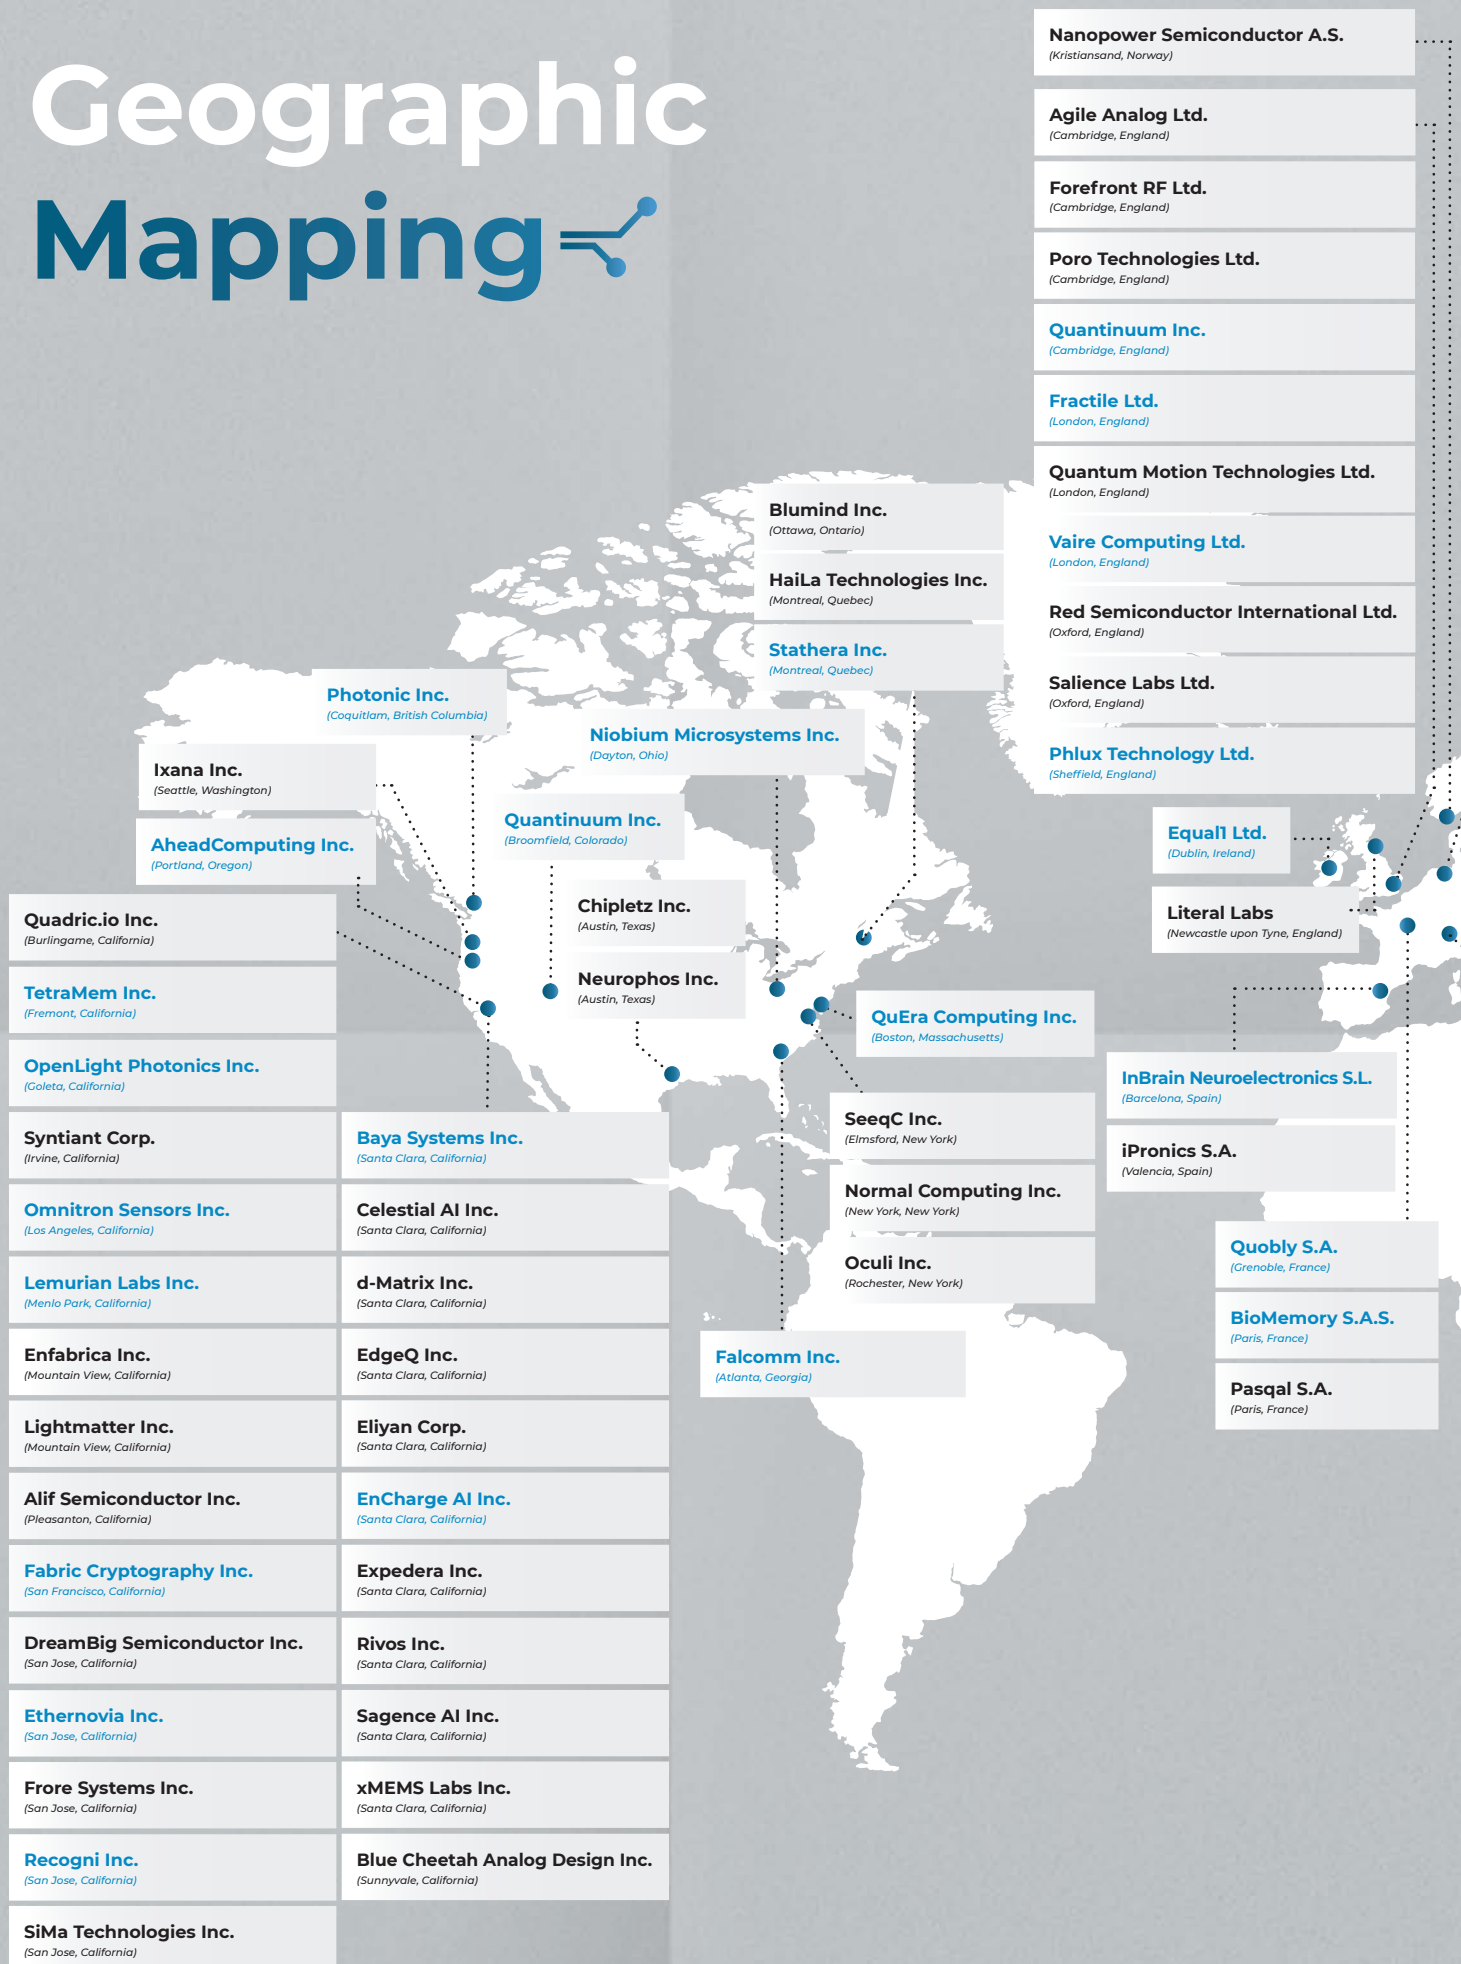 Geographic
Mapping
Nanopower Semiconductor A.S.
(Kristiansand, Norway)
Agile Analog Ltd.
(Cambridge, England)
Forefront RF Ltd.
(Cambridge, England)
Poro Technologies Ltd.
(Cambridge, England)
Quantinuum Inc.
(Cambridge, England)
Fractile Ltd.
(London, England)
Quantum Motion Technologies Ltd.
(London, England)
Vaire Computing Ltd.
(London, England)
Red Semiconductor International Ltd.
(Oxford, England)
Salience Labs Ltd.
(Oxford, England)
Phlux Technology Ltd.
(Sheffield, England)
Blumind Inc.
(Ottawa, Ontario)
HaiLa Technologies Inc.
(Montreal, Quebec)
Stathera Inc.
(Montreal, Quebec)
Photonic Inc.
(Coquitlam, British Columbia)
Niobium Microsystems Inc.
(Dayton, Ohio)
Ixana Inc.
(Seattle, Washington)
Quantinuum Inc.
(Broomfield, Colorado)
AheadComputing Inc.
(Portland, Oregon)
Equal1 Ltd.
(Dublin, Ireland)
Literal Labs
(Newcastle upon Tyne, England)
Chipletz Inc.
(Austin, Texas)
Neurophos Inc.
(Austin, Texas)
QuEra Computing Inc.
(Boston, Massachusetts)
InBrain Neuroelectronics S.L.
(Barcelona, Spain)
iPronics S.A.
(Valencia, Spain)
SeeqC Inc.
(Elmsford, New York)
Normal Computing Inc.
(New York, New York)
Oculi Inc.
(Rochester, New York)
Quobly S.A.
(Grenoble, France)
BioMemory S.A.S.
(Paris, France)
Pasqal S.A.
(Paris, France)
Falcomm Inc.
(Atlanta, Georgia)
Quadric.io Inc.
(Burlingame, California)
TetraMem Inc.
(Fremont, California)
OpenLight Photonics Inc.
(Goleta, California)
Syntiant Corp.
(Irvine, California)
Omnitron Sensors Inc.
(Los Angeles, California)
Lemurian Labs Inc.
(Menlo Park, California)
Enfabrica Inc.
(Mountain View, California)
Lightmatter Inc.
(Mountain View, California)
Alif Semiconductor Inc.
(Pleasanton, California)
Fabric Cryptography Inc.
(San Francisco, California)
DreamBig Semiconductor Inc.
(San Jose, California)
Ethernovia Inc.
(San Jose, California)
Frore Systems Inc.
(San Jose, California)
Recogni Inc.
(San Jose, California)
SiMa Technologies Inc.
(San Jose, California)
Baya Systems Inc.
(Santa Clara, California)
Celestial AI Inc.
(Santa Clara, California)
d-Matrix Inc.
(Santa Clara, California)
EdgeQ Inc.
(Santa Clara, California)
Eliyan Corp.
(Santa Clara, California)
EnCharge AI Inc.
(Santa Clara, California)
Expedera Inc.
(Santa Clara, California)
Rivos Inc.
(Santa Clara, California)
Sagence AI Inc.
(Santa Clara, California)
xMEMS Labs Inc.
(Santa Clara, California)
Blue Cheetah Analog Design Inc.
(Sunnyvale, California)